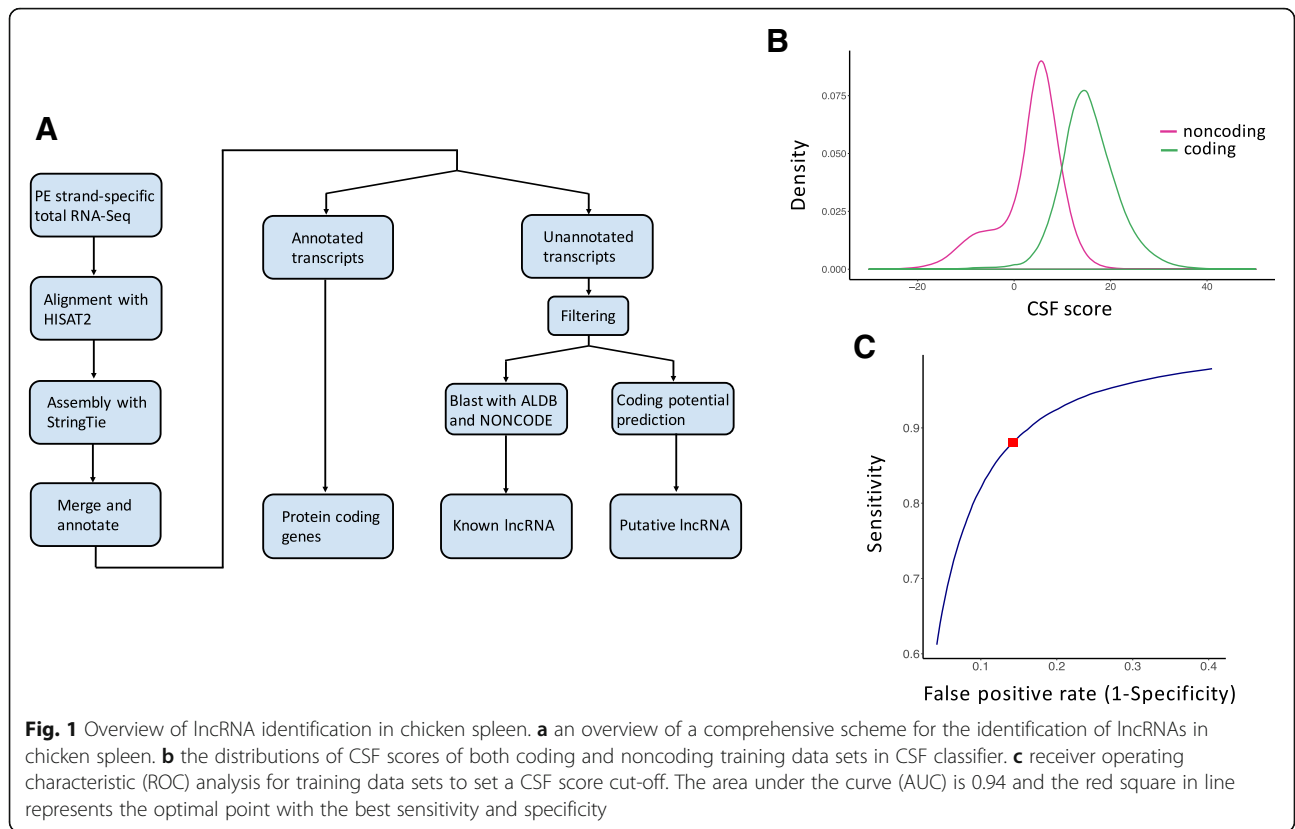 A
PE strand-specific
total RNA-Seq
Alignment with
HISAT2
Assembly with
StringTie
Merge and
annotate
Annotated
transcripts
Protein coding
genes
Unannotated
transcripts
Filtering
Blast with ALDB
and NONCODE
Known lncRNA
Coding potential
prediction
Putative lncRNA
B
Density
0.075
0.050
0.025
0.000
−20
0
20
40
CSF score
noncoding
coding
C
Sensitivity
0.9
0.8
0.7
0.6
0.1
0.2
0.3
0.4
False positive rate (1-Specificity)
Fig. 1 Overview of lncRNA identification in chicken spleen. a an overview of a comprehensive scheme for the identification of lncRNAs in
chicken spleen. b the distributions of CSF scores of both coding and noncoding training data sets in CSF classifier. c receiver operating
characteristic (ROC) analysis for training data sets to set a CSF score cut-off. The area under the curve (AUC) is 0.94 and the red square in line
represents the optimal point with the best sensitivity and specificity